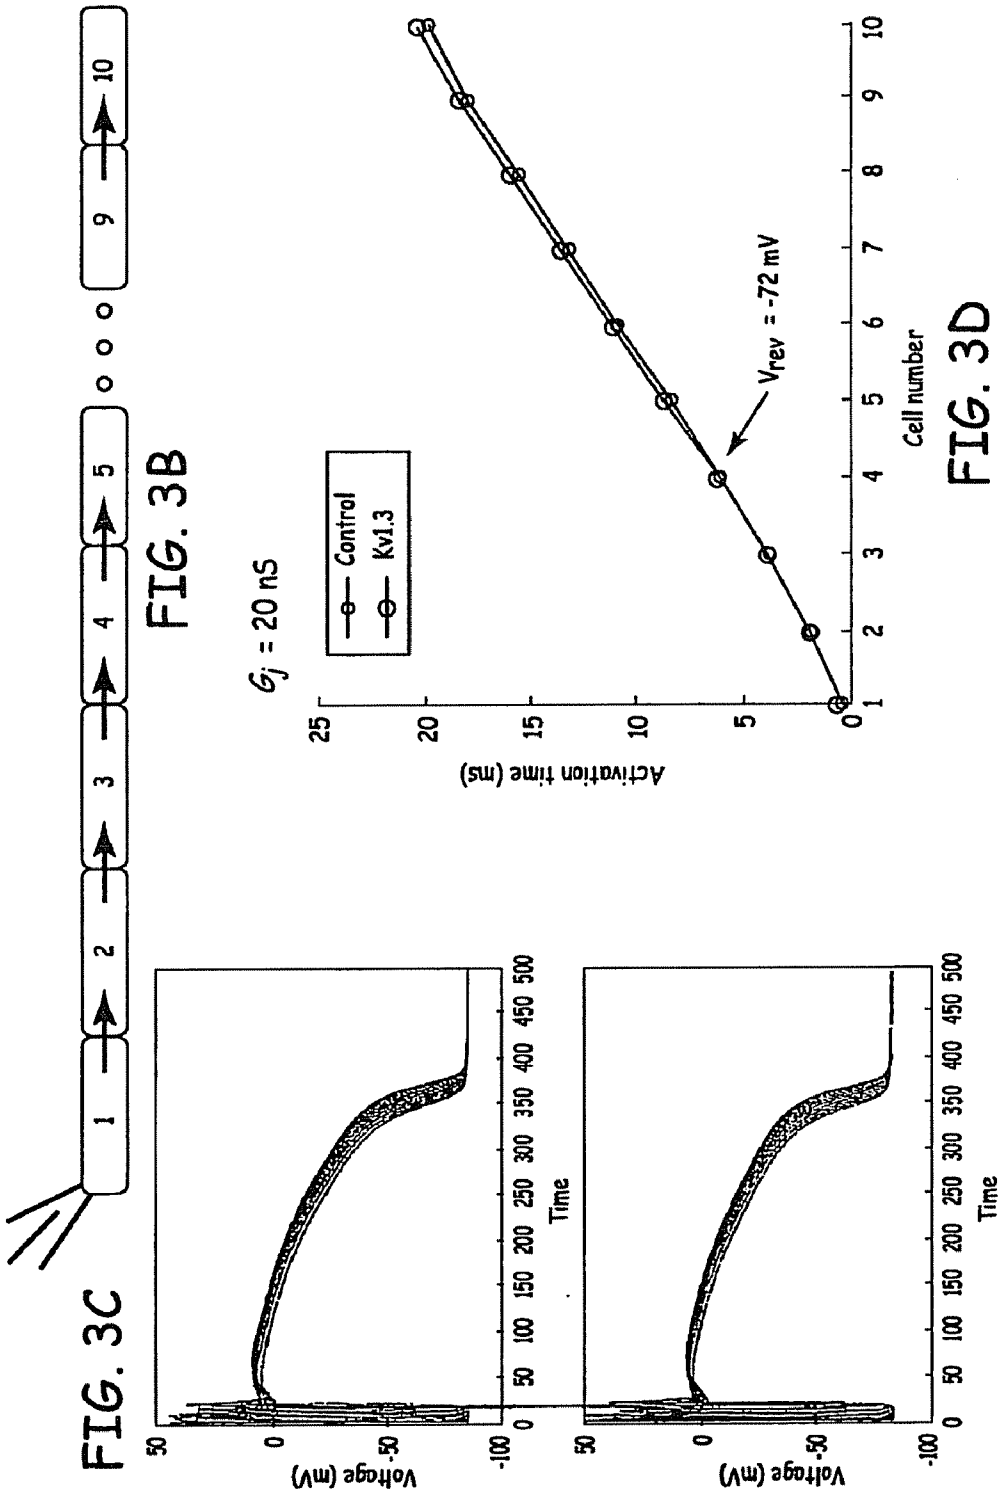 1 2 3 4 5 9 10
FIG. 3B
FIG. 3C
50
0
-50
-100
Voltage (mV)
0 50 100 150 200 250 300 350 400 450 500
Time
50
0
-50
-100
Voltage (mV)
0 50 100 150 200 250 300 350 400 450 500
Time
Gj = 20 nS
Control
Kv1.3
25
20
15
10
5
0
Activation time (ms)
Vrev = -72 mV
1 2 3 4 5 6 7 8 9 10
Cell number
FIG. 3D